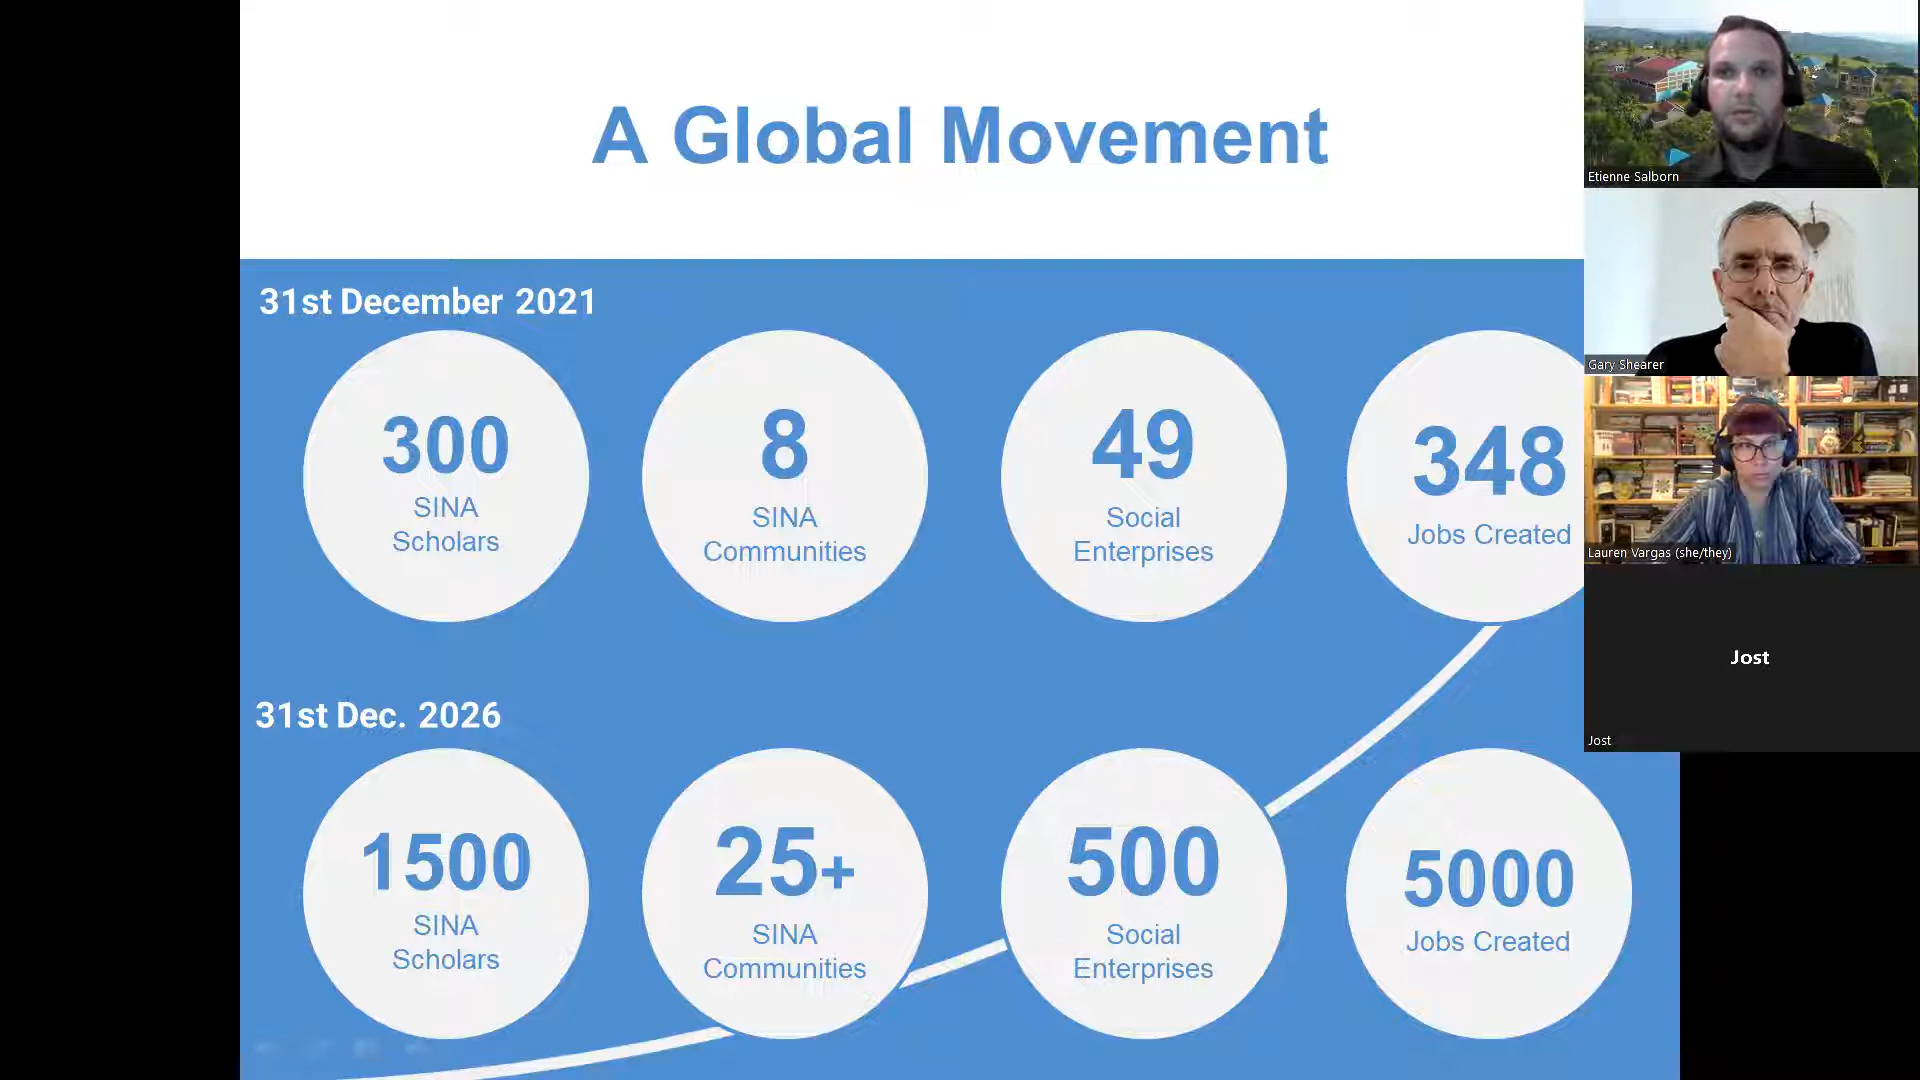 A Global Movement
31st December 2021
300
SINA
Scholars
8
SINA
Communities
49
Social
Enterprises
348
Jobs Created
31st Dec. 2026
1500
SINA
Scholars
25+
SINA
Communities
500
Social
Enterprises
5000
Jobs Created
Etienne Salborn
Gary Shearer
Lauren Vargas (she/they)
Jost
Jost